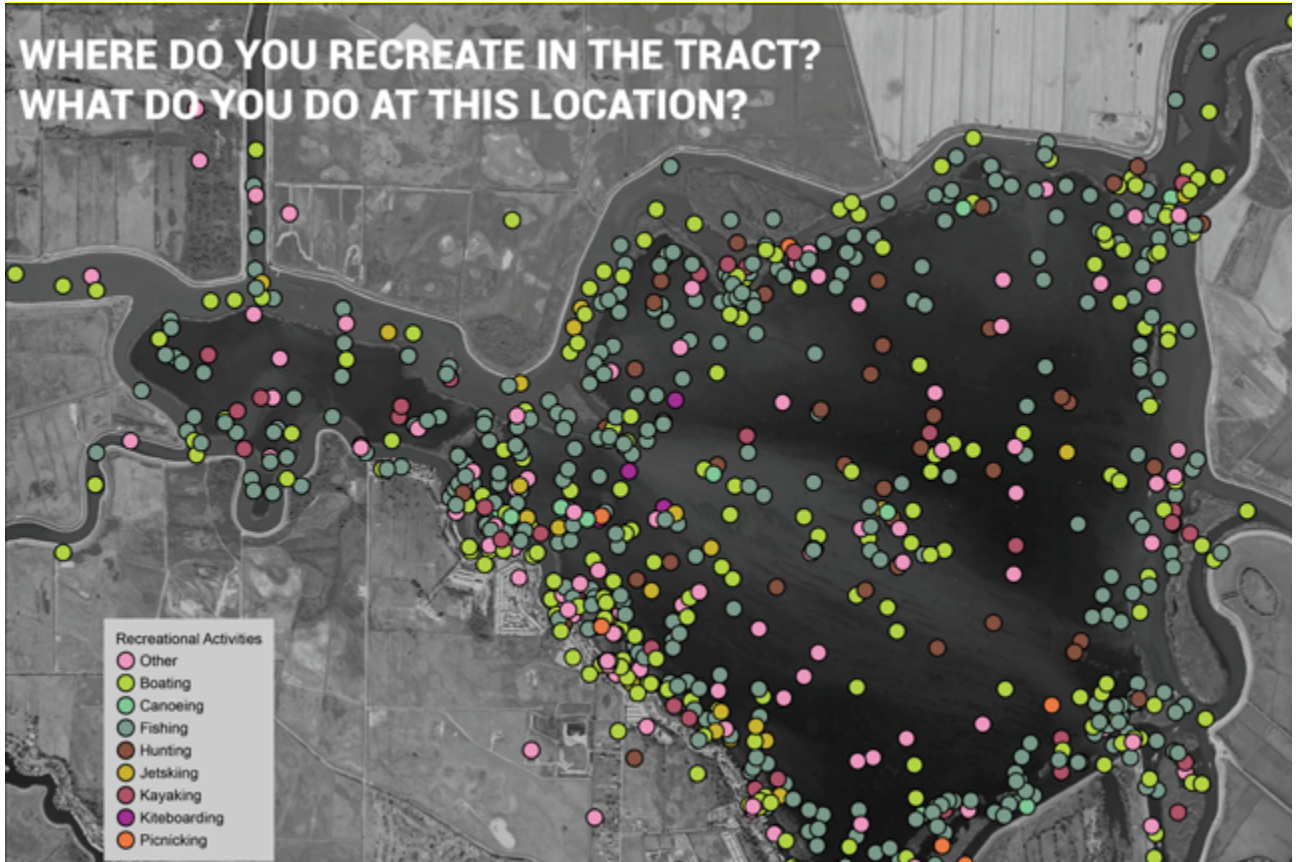 WHERE DO YOU RECREATE IN THE TRACT?
WHAT DO YOU DO AT THIS LOCATION?
Recreational Activities
Other
Boating
Canoeing
Fishing
Hunting
Jetskiing
Kayaking
Kiteboarding
Picnicking